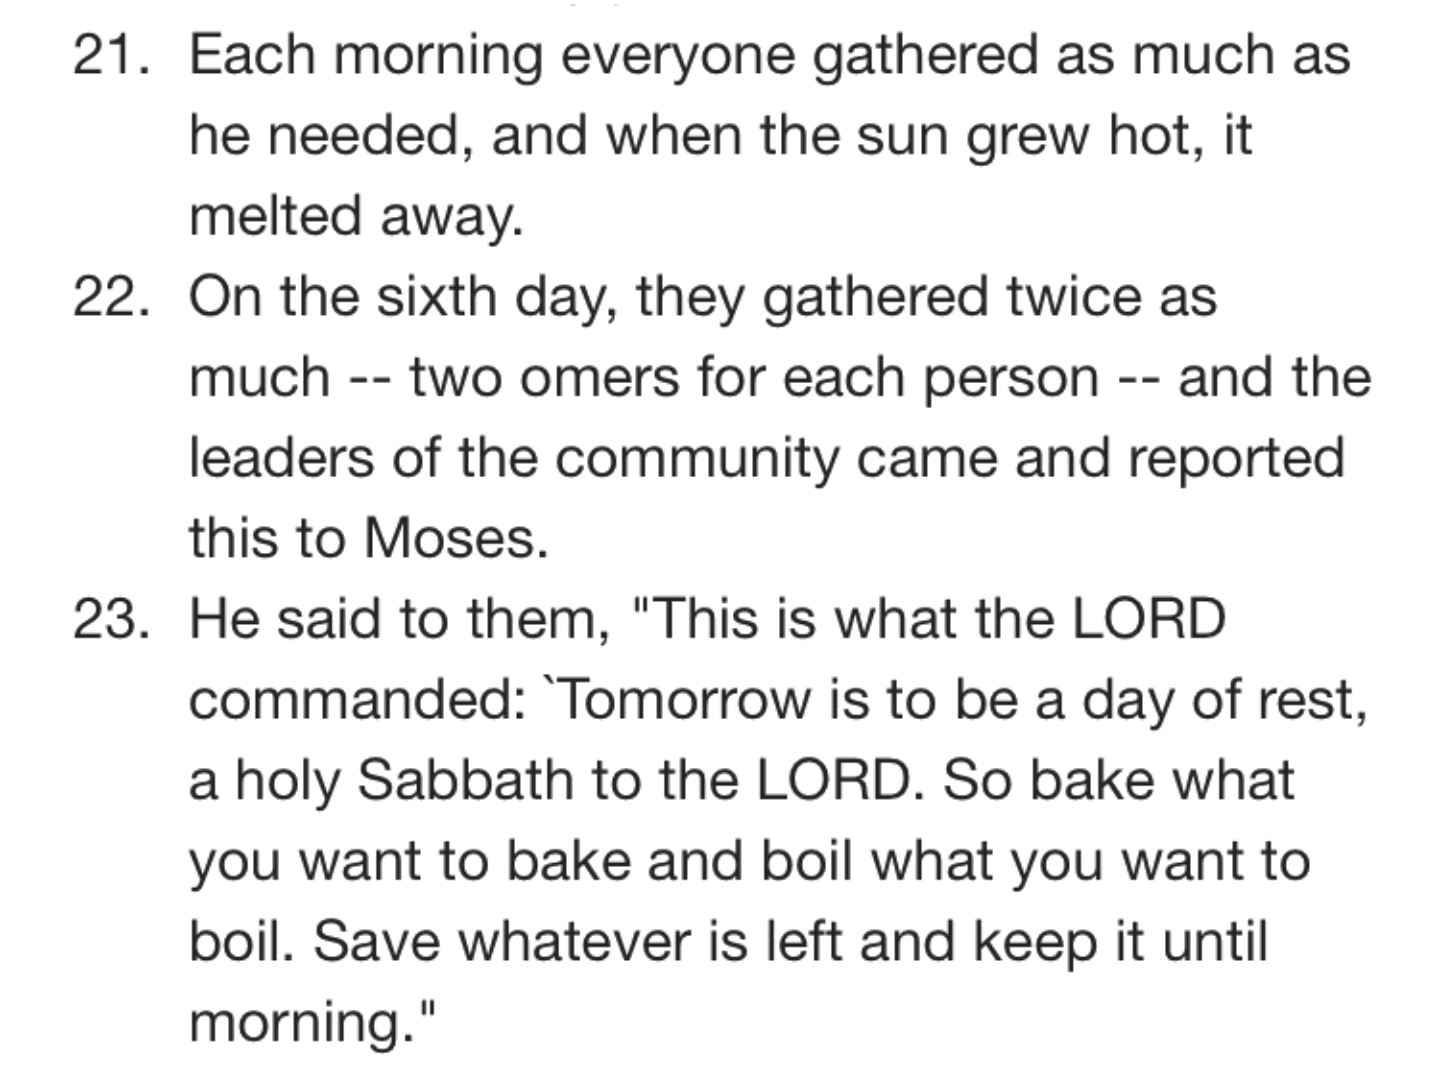 21. Each morning everyone gathered as much as
he needed, and when the sun grew hot, it
melted away.
22. On the sixth day, they gathered twice as
much -- two omers for each person -- and the
leaders of the community came and reported
this to Moses.
23. He said to them, "This is what the LORD
commanded: `Tomorrow is to be a day of rest,
a holy Sabbath to the LORD. So bake what
you want to bake and boil what you want to
boil. Save whatever is left and keep it until
morning."